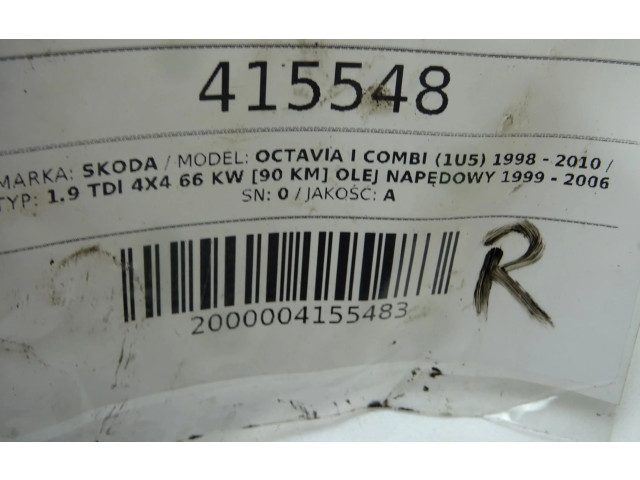 415548
MARKA: SKODA / MODEL: OCTAVIA I COMBI (1U5) 1998 - 2010 /
TYP: 1.9 TDI 4X4 66 KW [90 KM] OLEJ NAPĘDOWY 1999 - 2006
SN: 0 / JAKOŚĆ: A
2000004155483
R